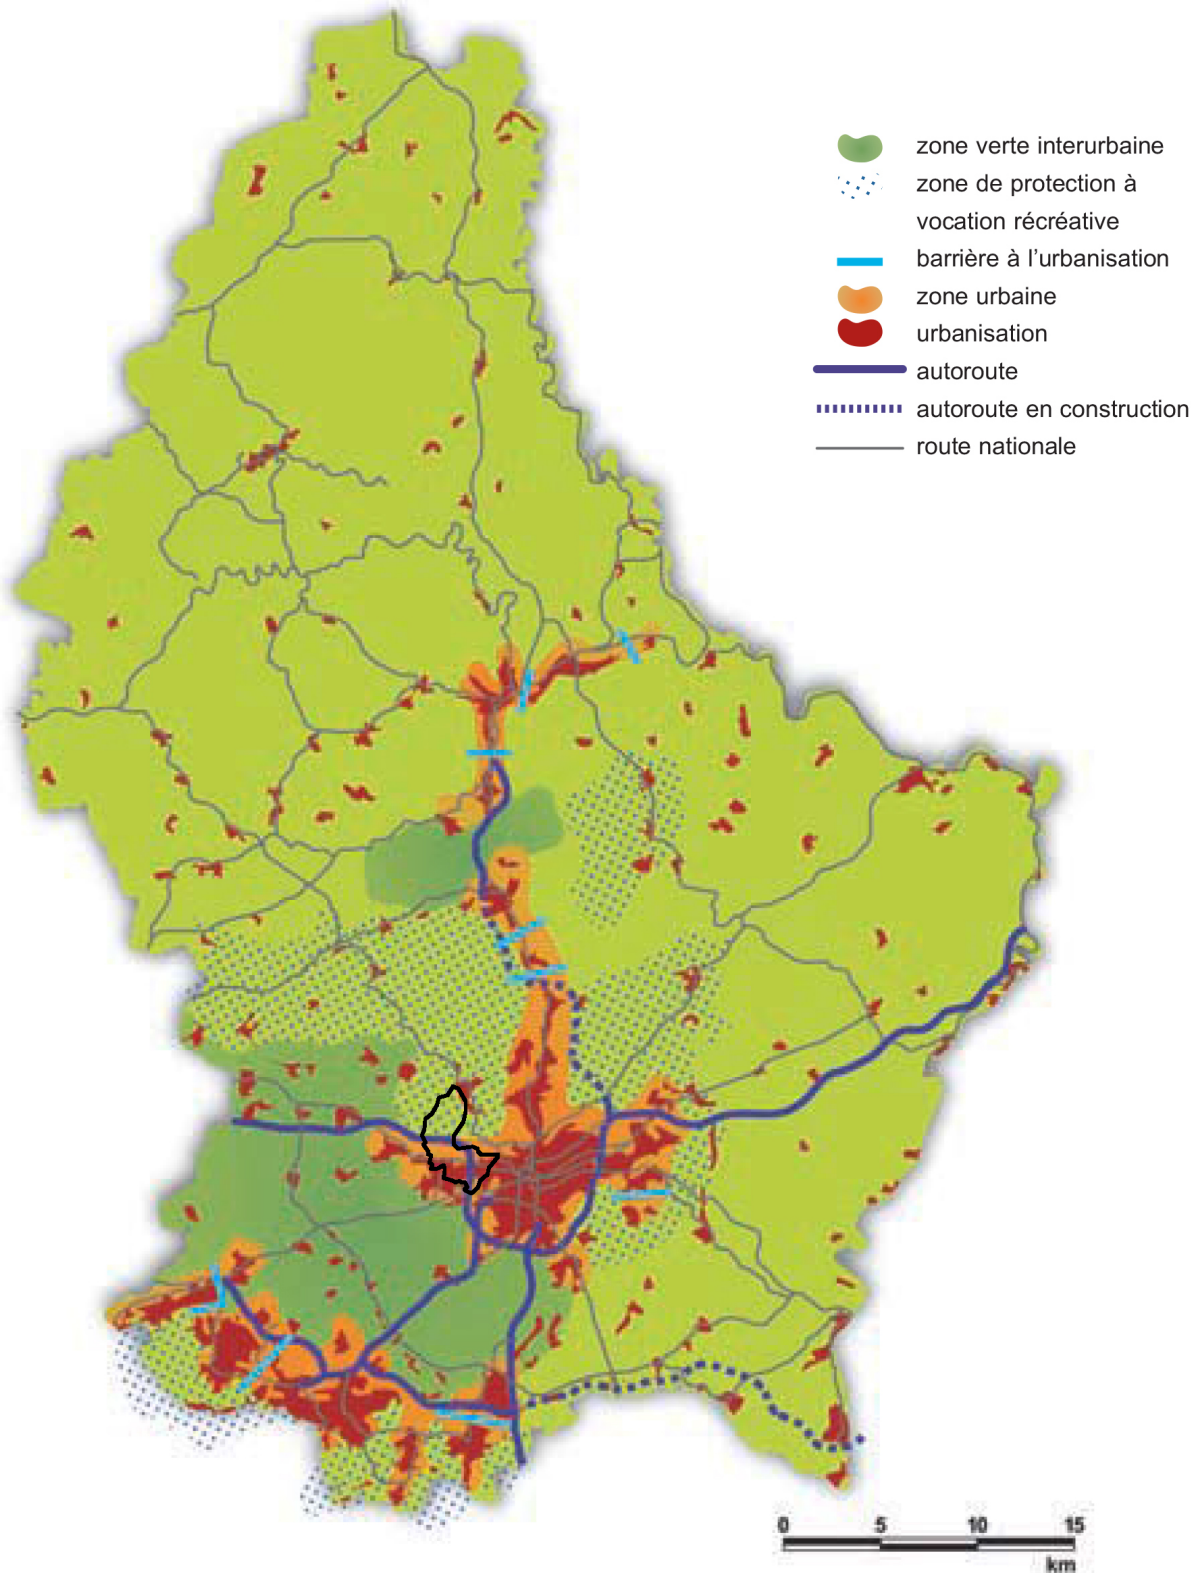 zone verte interurbaine
zone de protection à
vocation récréative
barrière à l’urbanisation
zone urbaine
urbanisation
autoroute
autoroute en construction
route nationale
0 5 10 15
km